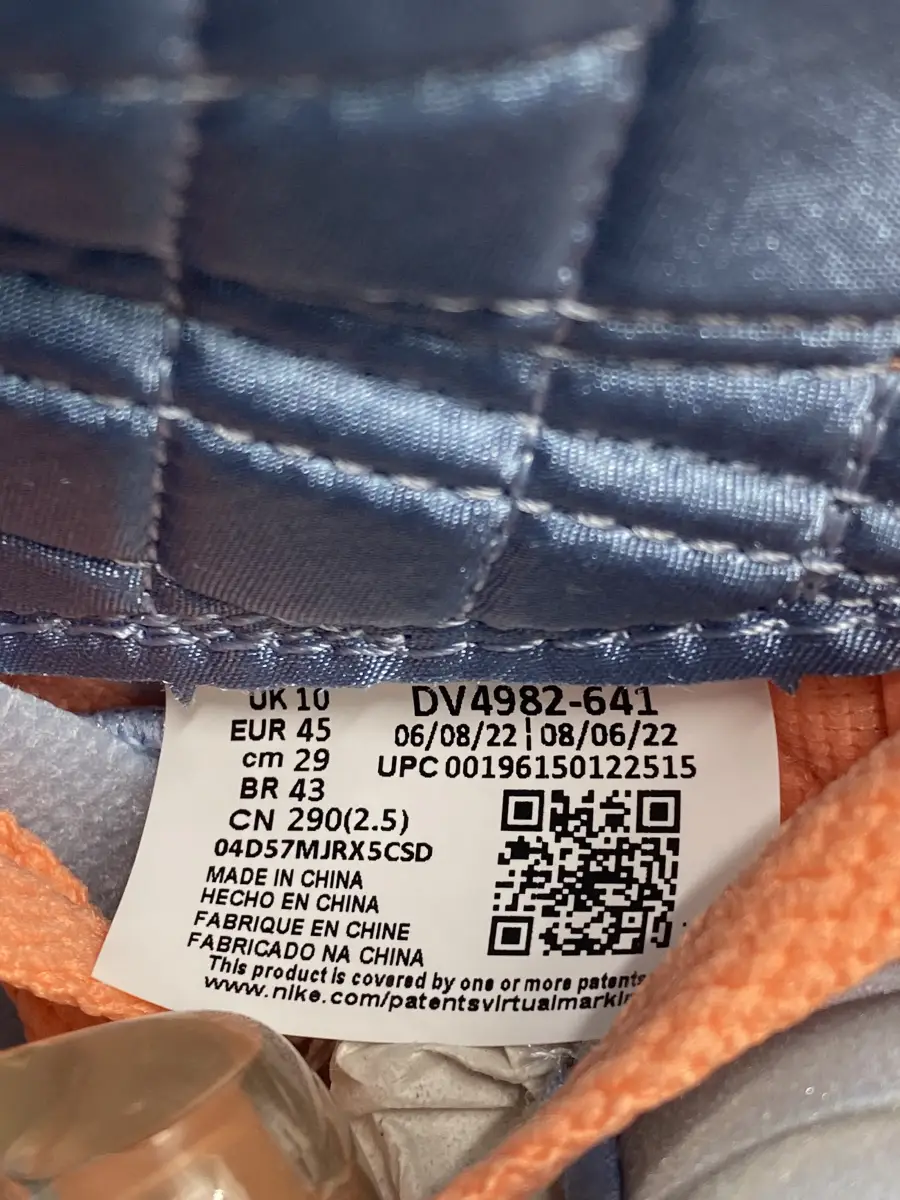 UK 10
EUR 45
cm 29
BR 43
CN 290(2.5)
04D57MJRX5CSD
DV4982-641
06/08/22 | 08/06/22
UPC 00196150122515
MADE IN CHINA
HECHO EN CHINA
FABRIQUE EN CHINE
FABRICADO NA CHINA
This product is covered by one or more patents
www.nike.com/patentsvirtualmarki